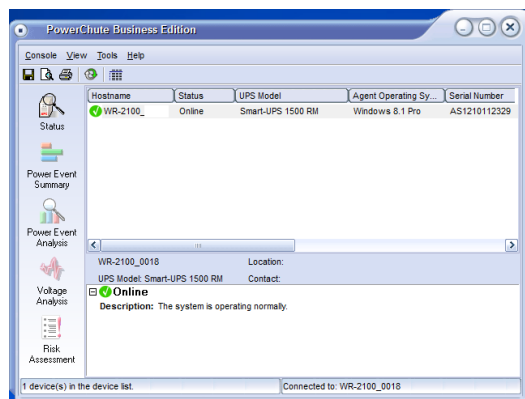 PowerChute Business Edition
Console View Tools Help
Hostname Status UPS Model Agent Operating Sy... Serial Number
WR-2100_ Online Smart-UPS 1500 RM Windows 8.1 Pro AS1210112329
Status
Power Event
Summary
Power Event
Analysis
Voltage
Analysis
Risk
Assessment
WR-2100_0018 Location:
UPS Model: Smart-UPS 1500 RM Contact:
Online
Description: The system is operating normally.
1 device(s) in the device list. Connected to: WR-2100_0018